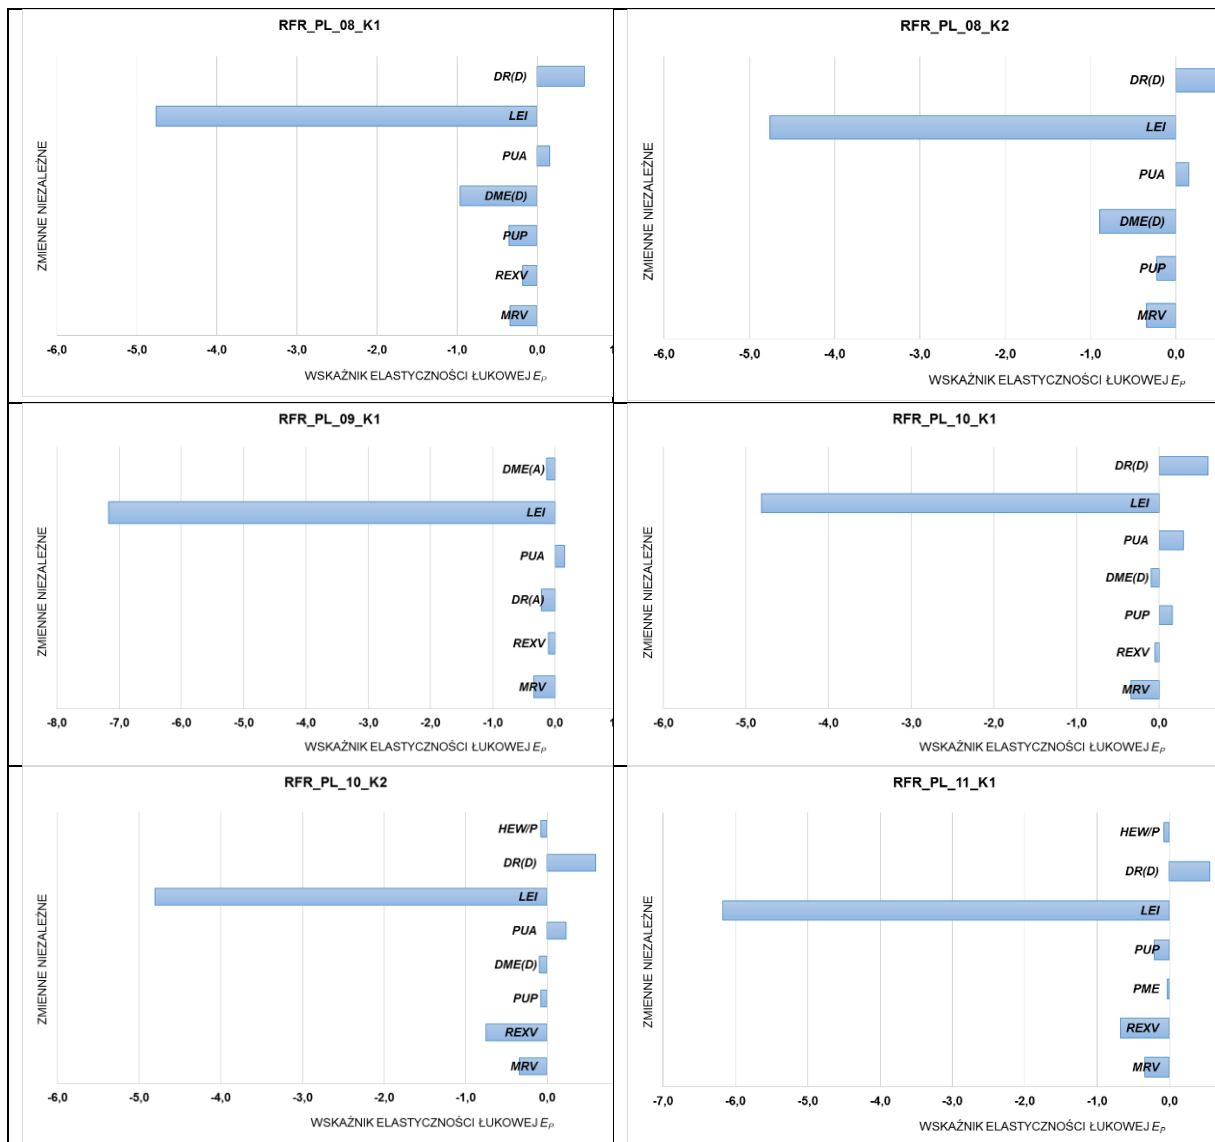 RFR_PL_08_K1
ZMIENNE NIEZALEŻNE
DR(D)
LEI
PUA
DME(D)
PUP
REXV
MRV
-6,0 -5,0 -4,0 -3,0 -2,0 -1,0 0,0 1
WSKAŹNIK ELASTYCZNOŚCI ŁUKOWEJ EP
RFR_PL_08_K2
ZMIENNE NIEZALEŻNE
DR(D)
LEI
PUA
DME(D)
PUP
MRV
-6,0 -5,0 -4,0 -3,0 -2,0 -1,0 0,0
WSKAŹNIK ELASTYCZNOŚCI ŁUKOWEJ EP
RFR_PL_09_K1
ZMIENNE NIEZALEŻNE
DME(A)
LEI
PUA
DR(A)
REXV
MRV
-8,0 -7,0 -6,0 -5,0 -4,0 -3,0 -2,0 -1,0 0,0 1
WSKAŹNIK ELASTYCZNOŚCI ŁUKOWEJ EP
RFR_PL_10_K1
ZMIENNE NIEZALEŻNE
DR(D)
LEI
PUA
DME(D)
PUP
REXV
MRV
-6,0 -5,0 -4,0 -3,0 -2,0 -1,0 0,0
WSKAŹNIK ELASTYCZNOŚCI ŁUKOWEJ EP
RFR_PL_10_K2
ZMIENNE NIEZALEŻNE
HEW/P
DR(D)
LEI
PUA
DME(D)
PUP
REXV
MRV
-6,0 -5,0 -4,0 -3,0 -2,0 -1,0 0,0
WSKAŹNIK ELASTYCZNOŚCI ŁUKOWEJ EP
RFR_PL_11_K1
ZMIENNE NIEZALEŻNE
HEW/P
DR(D)
LEI
PUP
PME
REXV
MRV
-7,0 -6,0 -5,0 -4,0 -3,0 -2,0 -1,0 0,0
WSKAŹNIK ELASTYCZNOŚCI ŁUKOWEJ EP